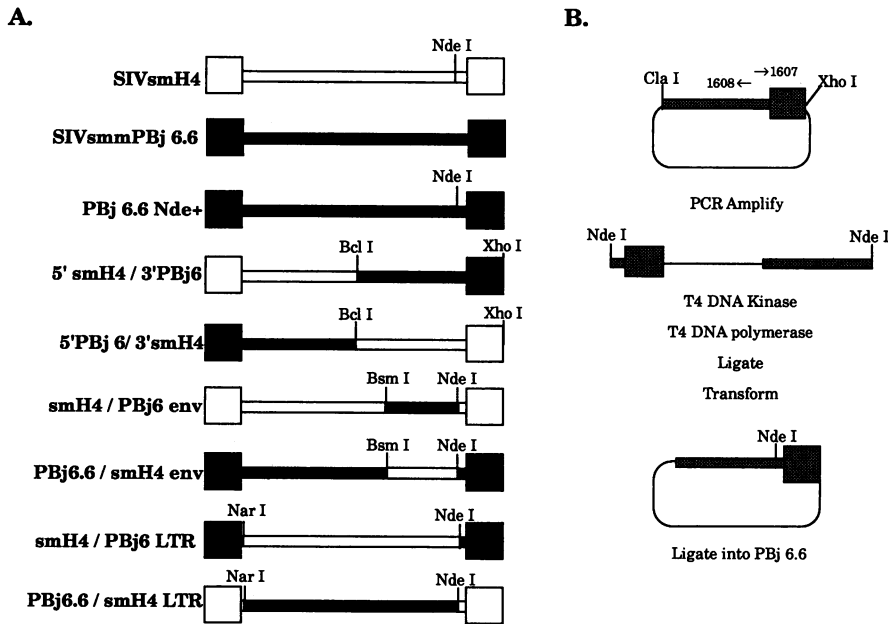 A.
Nde I
SIVsmH4
SIVsmmPBj 6.6
Nde I
PBj 6.6 Nde+
Bcl I
Xho I
5' smH4 / 3'PBj6
Bcl I
Xho I
5'PBj 6/ 3'smH4
Bsm I
Nde I
smH4 / PBj6 env
Bsm I
Nde I
PBj6.6 / smH4 env
Nar I
Nde I
smH4 / PBj6 LTR
Nar I
Nde I
PBj6.6 / smH4 LTR
B.
Cla I
1608←
→1607
Xho I
PCR Amplify
Nde I
Nde I
T4 DNA Kinase
T4 DNA polymerase
Ligate
Transform
Nde I
Ligate into PBj 6.6